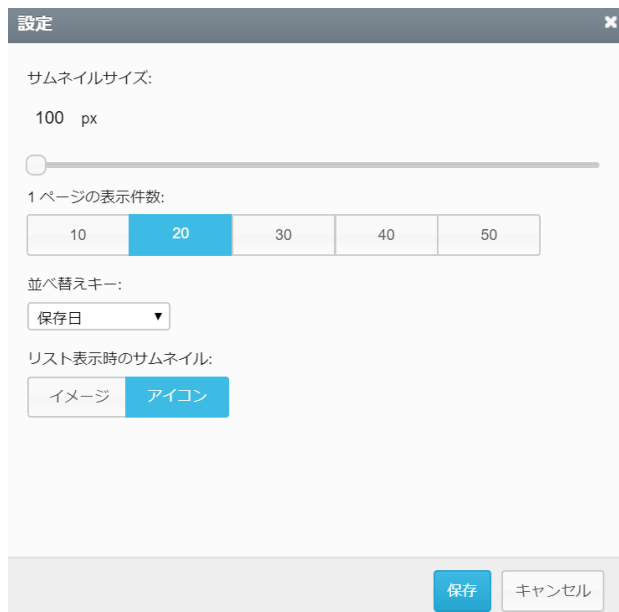 設定
サムネイルサイズ:
100 px
1 ページの表示件数:
10 20 30 40 50
並べ替えキー:
保存日
リスト表示時のサムネイル:
イメージ アイコン
保存 キャンセル